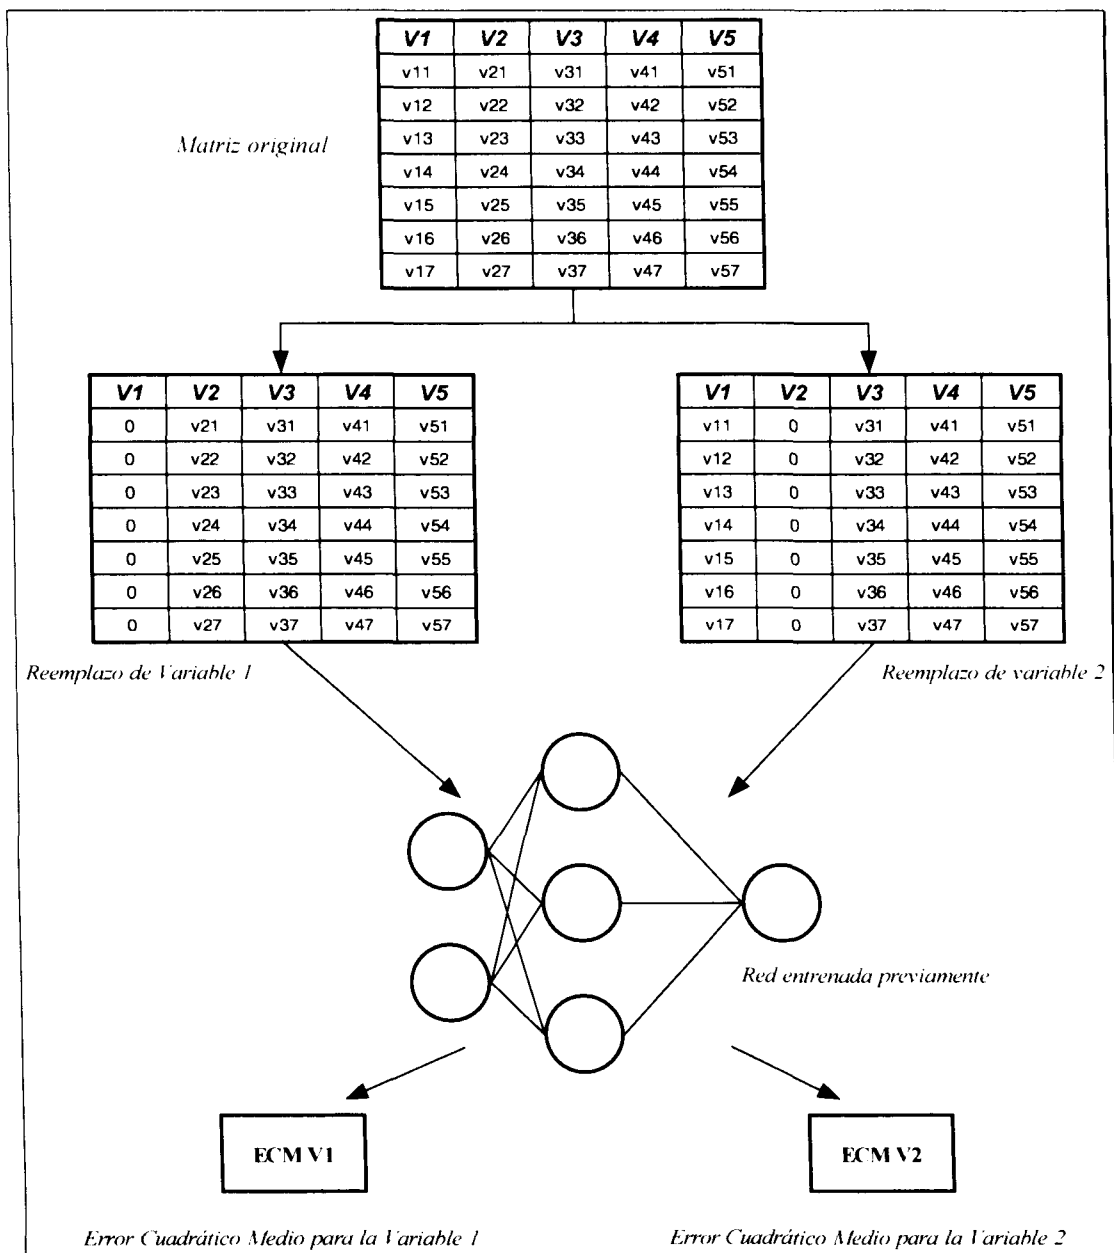 V1 V2 V3 V4 V5
v11 v21 v31 v41 v51
v12 v22 v32 v42 v52
v13 v23 v33 v43 v53
v14 v24 v34 v44 v54
v15 v25 v35 v45 v55
v16 v26 v36 v46 v56
v17 v27 v37 v47 v57
Matriz original
V1 V2 V3 V4 V5
0 v21 v31 v41 v51
0 v22 v32 v42 v52
0 v23 v33 v43 v53
0 v24 v34 v44 v54
0 v25 v35 v45 v55
0 v26 v36 v46 v56
0 v27 v37 v47 v57
Reemplazo de Variable 1
V1 V2 V3 V4 V5
v11 0 v31 v41 v51
v12 0 v32 v42 v52
v13 0 v33 v43 v53
v14 0 v34 v44 v54
v15 0 v35 v45 v55
v16 0 v36 v46 v56
v17 0 v37 v47 v57
Reemplazo de variable 2
Red entrenada previamente
ECM V1
ECM V2
Error Cuadrático Medio para la Variable 1
Error Cuadrático Medio para la Variable 2